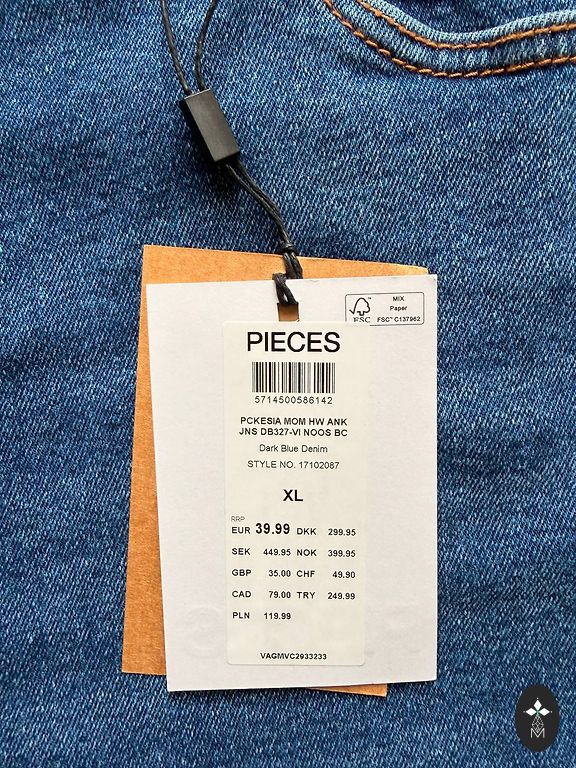 MIX
Paper
FSC™ C137962
FSC
PIECES
5714500586142
PCKESIA MOM HW ANK
JNS DB327-VI NOOS BC
Dark Blue Denim
STYLE NO. 17102087
XL
RRP
EUR 39.99 DKK 299.95
SEK 449.95 NOK 399.95
GBP 35.00 CHF 49.90
CAD 79.00 TRY 249.99
PLN 119.99
VAGMVC2933233
M